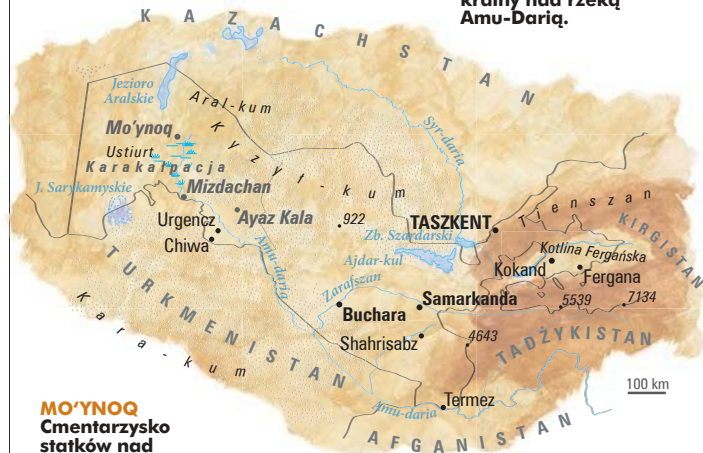 krainy nad rzeką
Amu-Darią.
KAZACHSTAN
Jezioro
Aralskie
Aral-kum
Mo'ynoq
Kyzył-kum
Syr-daria
Ustiurt
Karakałpacja
J. Sarykamyskie
Mizdachan
Ayaz Kala
Urgencz
Chiwa
922
TASZKENT
Zb. Szardarski
Tienszan
KIRGISTAN
Ajdar-kul
Kotlina Fergańska
Kokand
Fergana
Amu-daria
Zarafszan
Buchara
Samarkanda
5539
7134
TURKMENISTAN
Kara-kum
Shahrisabz
4643
TADŻYKISTAN
100 km
Termez
Amu-daria
AFGANISTAN
MO'YNOQ
Cmentarzysko
statków nad